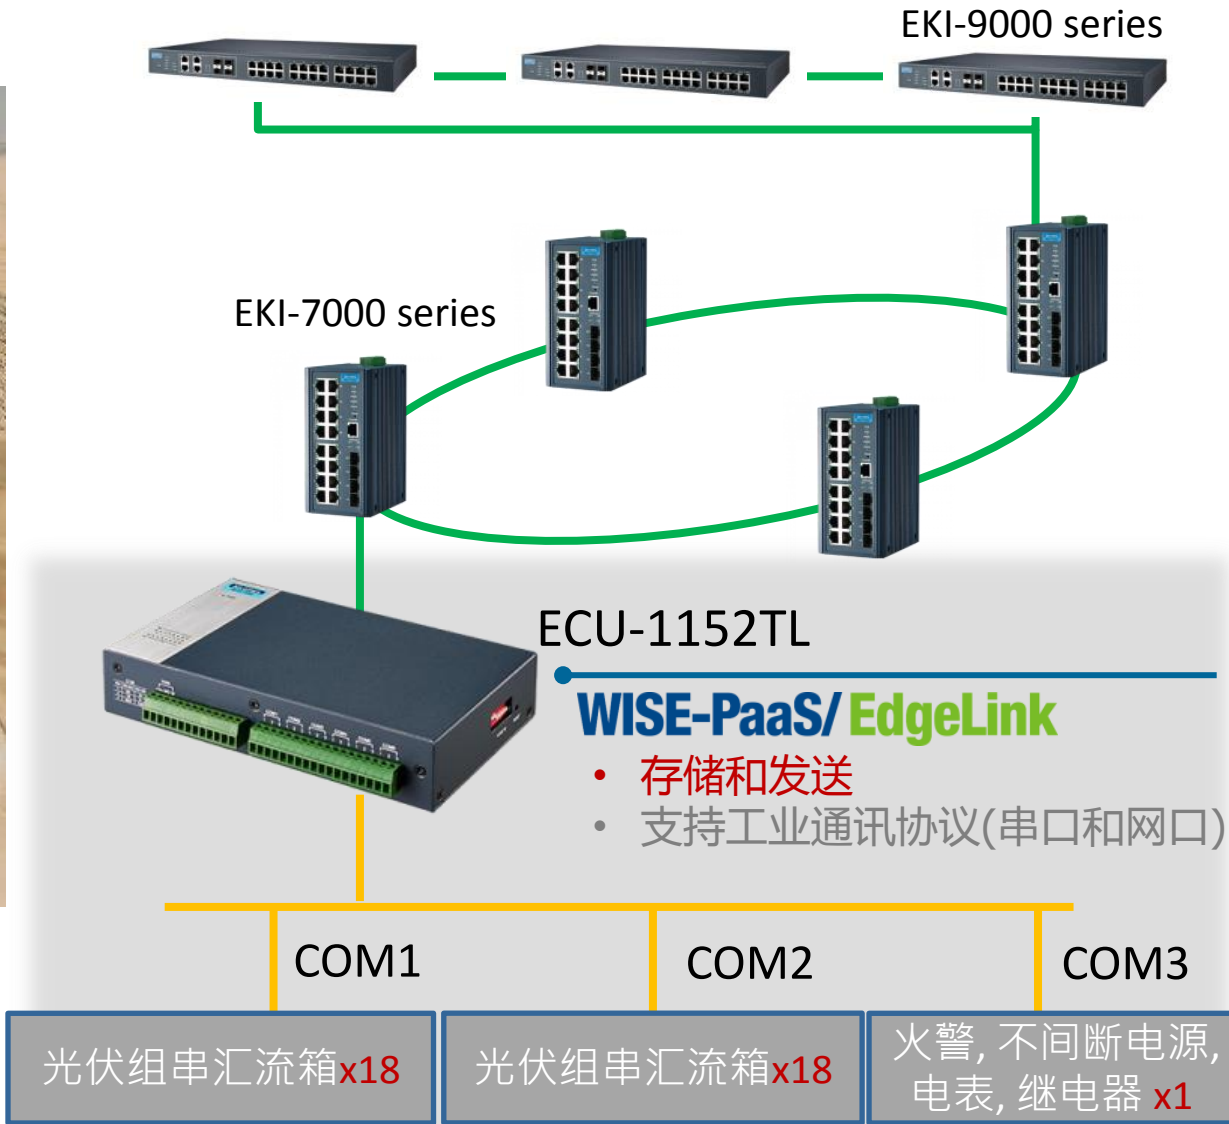 EKI-9000 series
EKI-7000 series
ECU-1152TL
WISE-PaaS/ EdgeLink
• 存储和发送
• 支持工业通讯协议(串口和网口)
COM1
COM2
COM3
光伏组串汇流箱x18
光伏组串汇流箱x18
火警, 不间断电源,
电表, 继电器 x1